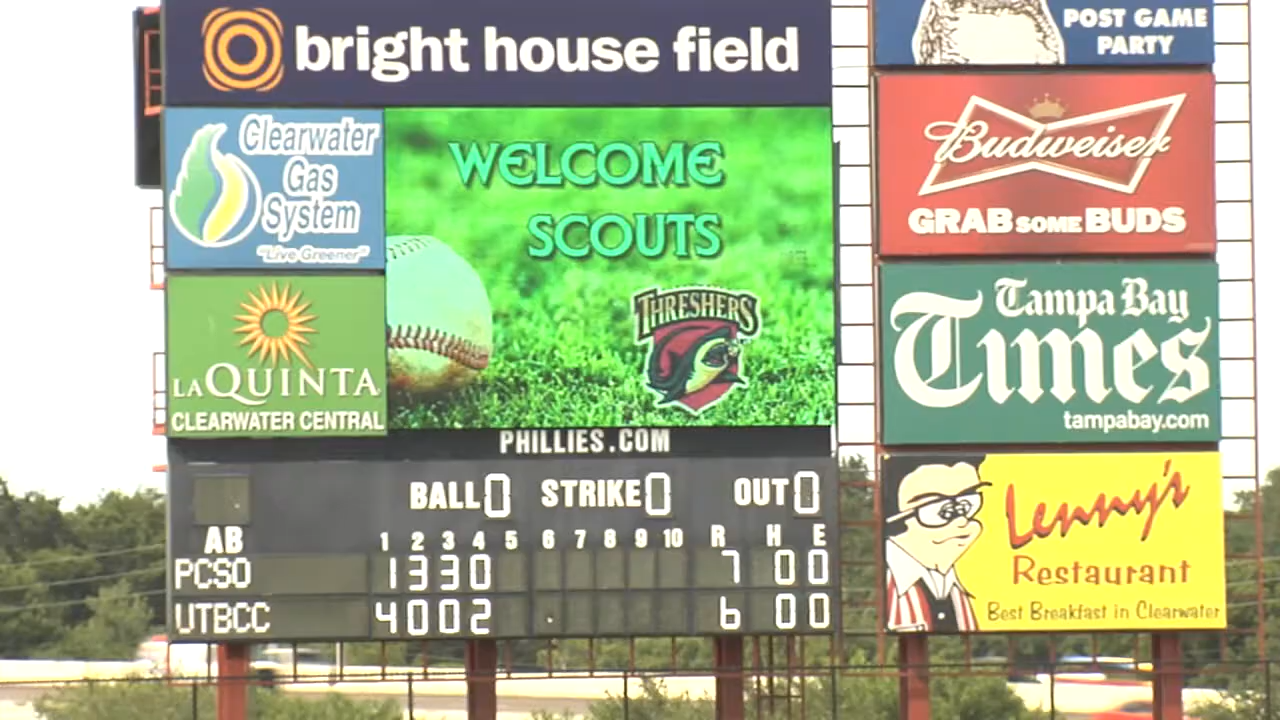 bright house field
Clearwater
Gas
System
"Live Greener"
LAQUINTA
CLEARWATER CENTRAL
WELCOME
SCOUTS
THRESHERS
PHILLIES.COM
BALL 0 STRIKE 0 OUT 0
AB 1 2 3 4 5 6 7 8 9 10 R H E
PCSO 1 3 3 0 7 0 0
UTBCC 4 0 0 2 6 0 0
POST GAME
PARTY
Budweiser
GRAB SOME BUDS
Tampa Bay
Times
tampabay.com
Lenny's
Restaurant
Best Breakfast in Clearwater